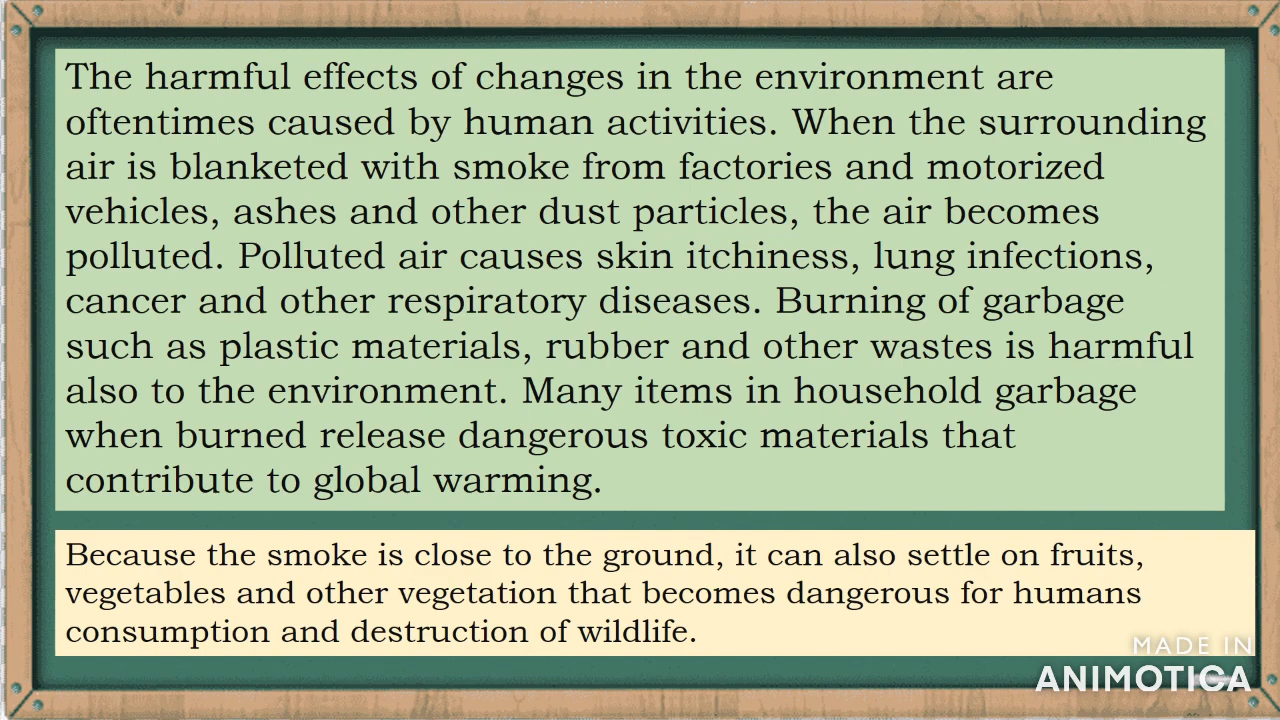 The harmful effects of changes in the environment are
oftentimes caused by human activities. When the surrounding
air is blanketed with smoke from factories and motorized
vehicles, ashes and other dust particles, the air becomes
polluted. Polluted air causes skin itchiness, lung infections,
cancer and other respiratory diseases. Burning of garbage
such as plastic materials, rubber and other wastes is harmful
also to the environment. Many items in household garbage
when burned release dangerous toxic materials that
contribute to global warming.
Because the smoke is close to the ground, it can also settle on fruits,
vegetables and other vegetation that becomes dangerous for humans
consumption and destruction of wildlife.
MADE IN
ANIMOTICA